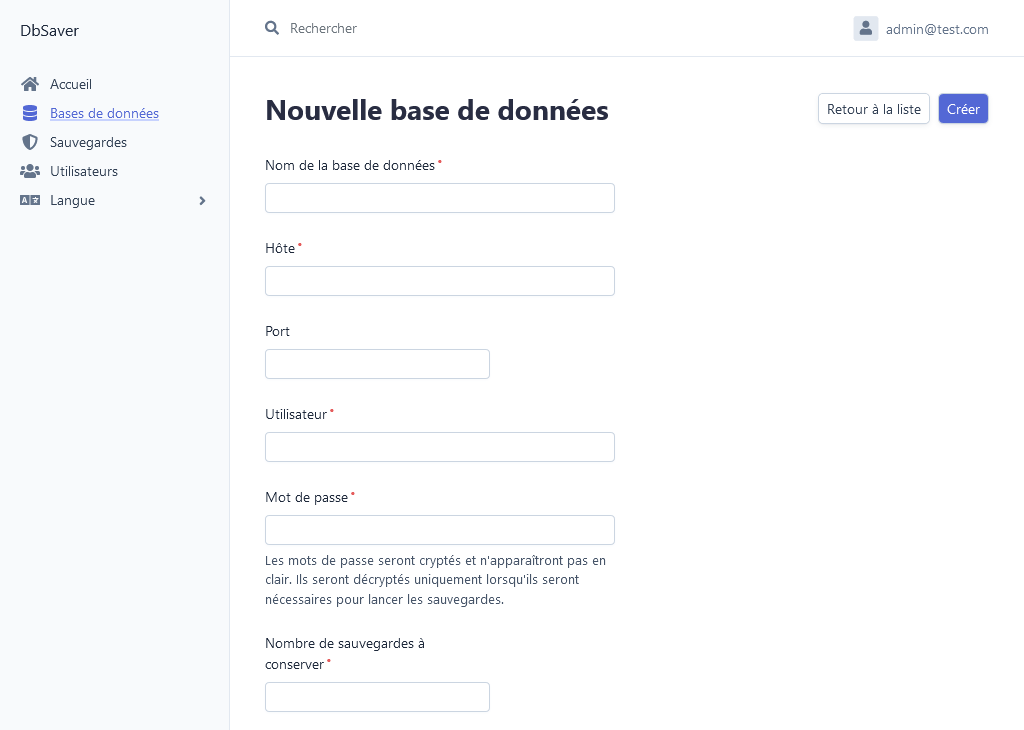 DbSaver
Rechercher
admin@test.com
Accueil
Bases de données
Sauvegardes
Utilisateurs
Langue
Nouvelle base de données
Retour à la liste
Créer
Nom de la base de données
Hôte
Port
Utilisateur
Mot de passe
Les mots de passe seront cryptés et n'apparaîtront pas en
clair. Ils seront décryptés uniquement lorsqu'ils seront
nécessaires pour lancer les sauvegardes.
Nombre de sauvegardes à
conserver